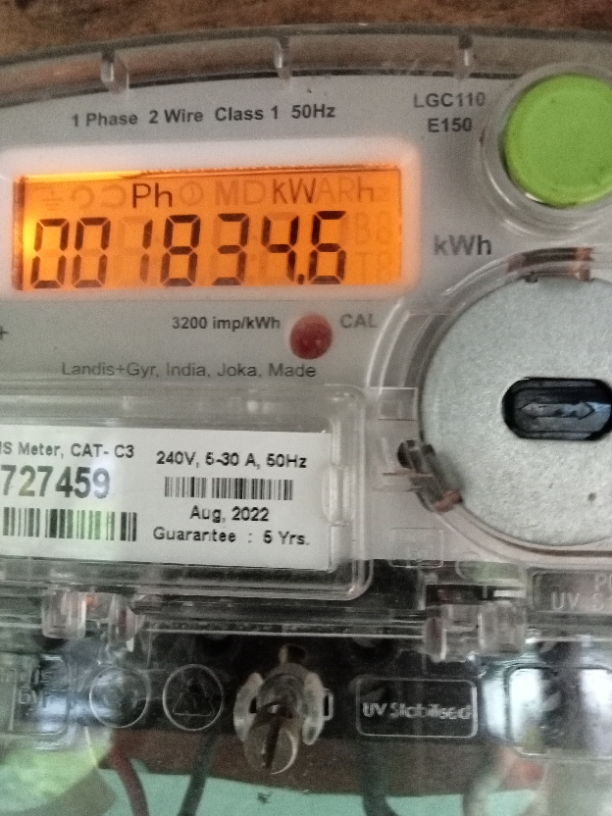 1 Phase 2 Wire Class 1 50Hz
LGC110
E150
Ph MD kWARhz
001834.6
kWh
3200 imp/kWh
CAL
Landis+Gyr, India, Joka, Made
Meter, CAT- C3
727459
240V, 5-30 A, 50Hz
Aug, 2022
Guarantee : 5 Yrs.
UV Stabilised